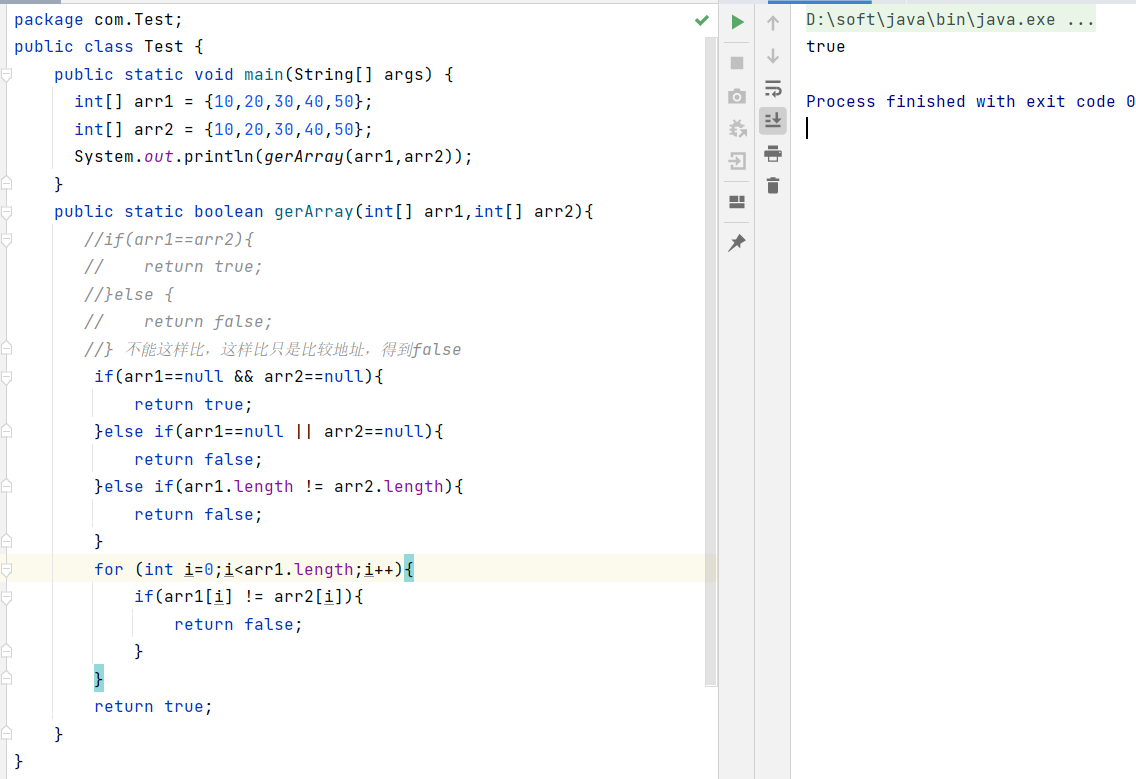 package com.Test;
public class Test {
    public static void main(String[] args) {
      int[] arr1 = {10,20,30,40,50};
      int[] arr2 = {10,20,30,40,50};
      System.out.println(gerArray(arr1,arr2));
    }
    public static boolean gerArray(int[] arr1,int[] arr2){
       //if(arr1==arr2){
       //    return true;
       //}else {
       //    return false;
       //} 不能这样比，这样比只是比较地址，得到false
        if(arr1==null && arr2==null){
            return true;
        }else if(arr1==null || arr2==null){
            return false;
        }else if(arr1.length != arr2.length){
            return false;
        }
        for (int i=0;i<arr1.length;i++){
            if(arr1[i] != arr2[i]){
                return false;
            }
        }
        return true;
    }
}
D:\soft\java\bin\java.exe ...
true
Process finished with exit code 0